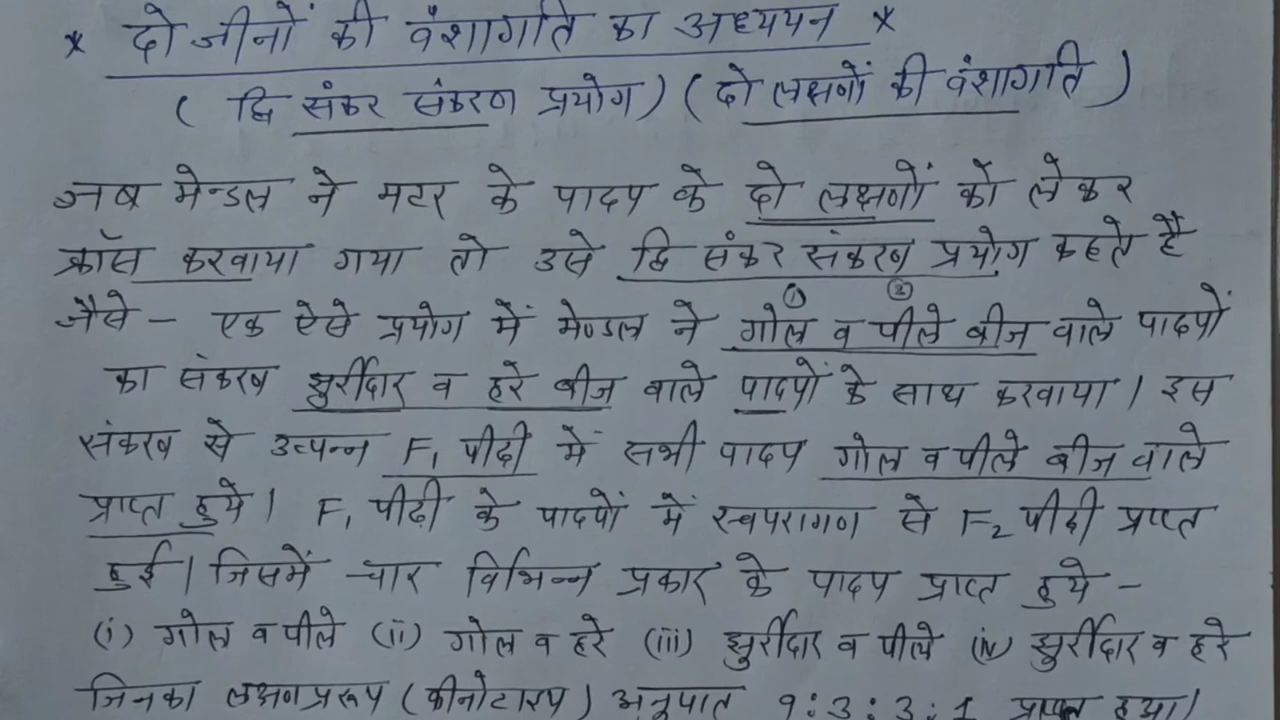 * दो जीनों की वंशागति का अध्ययन *
( द्वि संकर संकरण प्रयोग) (दो लक्षणों की वंशागति)
जब मेन्डल ने मटर के पादप के दो लक्षणों को लेकर
क्रॉस करवाया गया तो उसे द्वि संकर संकरण प्रयोग कहते है
① ②
जैसे - एक ऐसे प्रयोग में मेण्डल ने गोल व पीले बीज वाले पादपों
का संकरण झुर्रीदार व हरे बीज वाले पादपों के साथ करवाया। इस
संकरण से उत्पन्न F₁ पीढी में सभी पादप गोल व पीले बीज वाले
प्राप्त हुये। F₁ पीढी के पादपों में स्वपरागण से F₂ पीढी प्राप्त
हुई। जिसमें चार विभिन्न प्रकार के पादप प्राप्त हुये -
(i) गोल व पीले (ii) गोल व हरे (iii) झुर्रीदार व पीले (iv) झुर्रीदार व हरे
जिनका लक्षणप्ररूप (फीनोटाइप) अनुपात 9:3:3:1 प्राप्त हुआ।